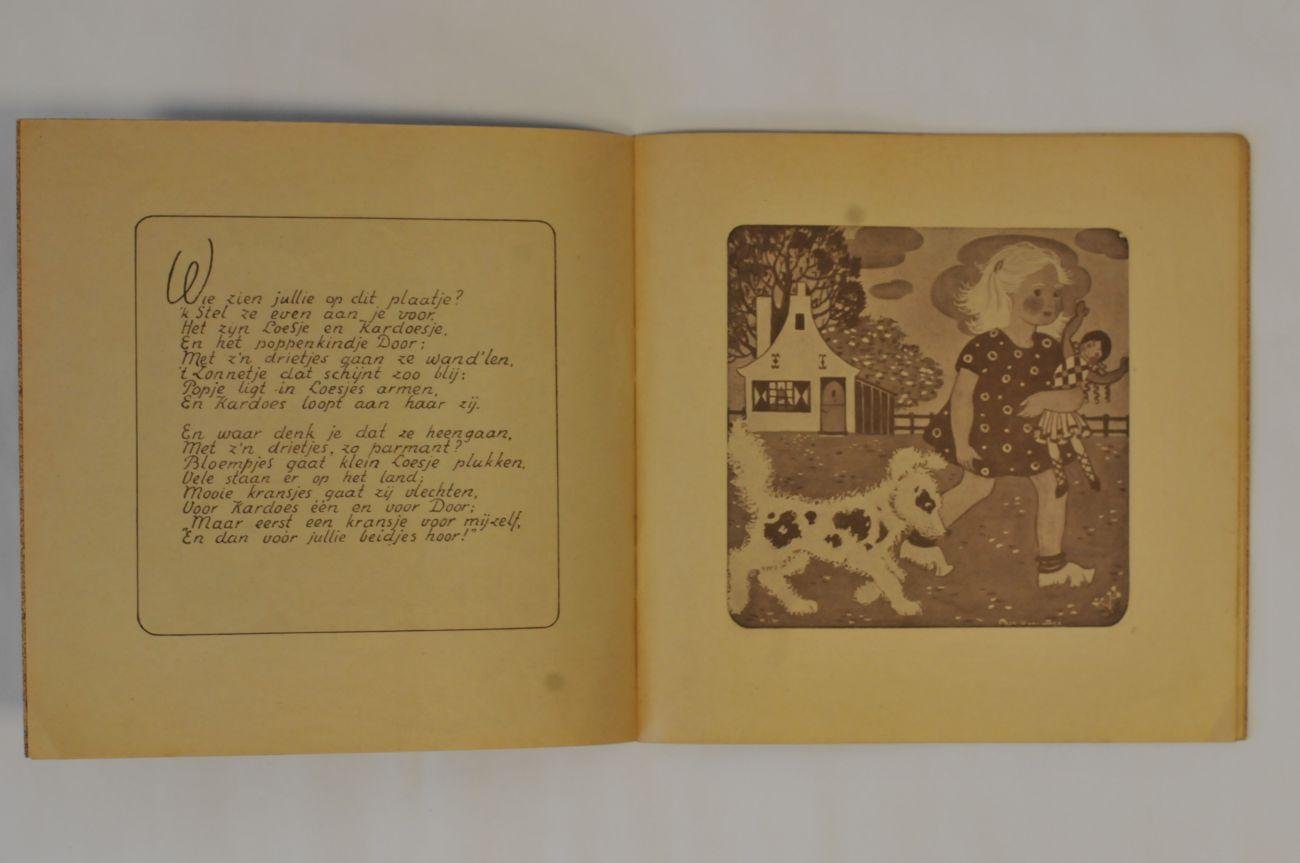 Wie zien jullie op dit plaatje?
'k Stel ze even aan je voor.
Het zyn Loesje en Kardoesje,
En het poppenkindje Door;
Met z'n drietjes gaan ze wand'len,
't Zonnetje dat schijnt zoo blij;
Popje ligt in Loesjes armen,
En Kardoes loopt aan haar zij.
En waar denk je dat ze heengaan,
Met z'n drietjes, zo parmant?
Bloempjes gaat klein Loesje plukken,
Vele staan er op het land;
Mooie kransjes gaat zij vlechten,
Voor Kardoes één en voor Door;
"Maar eerst een kransje voor mijzelf,
En dan voor jullie beidjes hoor!"